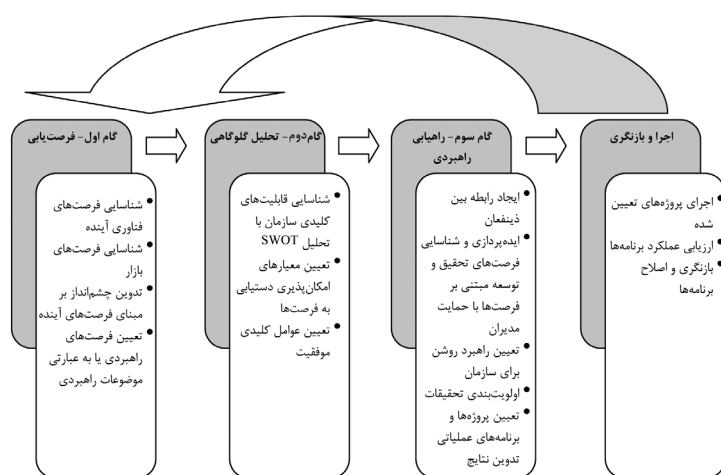 گام اول- فرصت‌یابی
• شناسایی فرصت‌های
فناوری آینده
• شناسایی فرصت‌های
بازار
• تدوین چشم‌انداز بر
مبنای فرصت‌های آینده
• تعیین فرصت‌های
راهبردی یا به عبارتی
موضوعات راهبردی
گام دوم- تحلیل گلوگاهی
• شناسایی قابلیت‌های
کلیدی سازمان با
تحلیل SWOT
• تعیین معیارهای
امکان‌پذیری دستیابی
به فرصت‌ها
• تعیین عوامل کلیدی
موفقیت
گام سوم- راهیابی
راهبردی
• ایجاد رابطه بین
ذینفعان
• ایده‌پردازی و شناسایی
فرصت‌های تحقیق و
توسعه مبتنی بر
فرصت‌ها با حمایت
مدیران
• تعیین راهبرد روشن
برای سازمان
• اولویت‌بندی تحقیقات
• تعیین پروژه‌ها و
برنامه‌های عملیاتی
تدوین نتایج
اجرا و بازنگری
• اجرای پروژه‌های تعیین
شده
• ارزیابی عملکرد برنامه‌ها
• بازنگری و اصلاح
برنامه‌ها